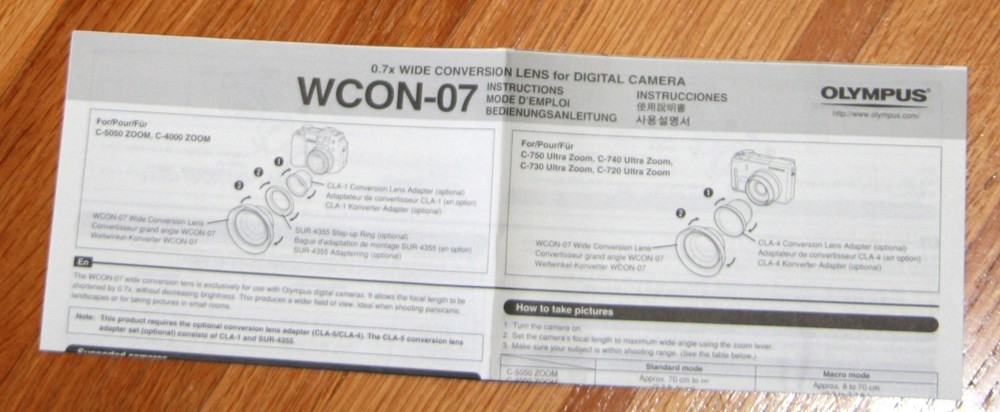 0.7x WIDE CONVERSION LENS for DIGITAL CAMERA
WCON-07
INSTRUCTIONS
MODE D'EMPLOI
BEDIENUNGSANLEITUNG
INSTRUCCIONES
使用說明書
사용설명서
OLYMPUS®
http://www.olympus.com/
For/Pour/Für
C-5050 ZOOM, C-4000 ZOOM
1
2
2
CLA-1 Conversion Lens Adapter (optional)
Adaptateur de convertisseur CLA-1 (en option)
CLA-1 Konverter-Adapter (optional)
WCON-07 Wide Conversion Lens
Convertisseur grand angle WCON-07
Weitwinkel-Konverter WCON-07
SUR-4355 Step up Ring (optional)
Bague d'adaptation de montage SUR-4355 (en option)
SUR-4355 Adapterring (optional)
En
The WCON-07 wide conversion lens is exclusively for use with Olympus digital cameras. It allows the focal length to be
shortened by 0.7x, without decreasing brightness. This produces a wider field of view, ideal when shooting panoramic
landscapes or for taking pictures in small rooms.
Note: This product requires the optional conversion lens adapter (CLA-5/CLA-4). The CLA-5 conversion lens
adapter set (optional) consists of CLA-1 and SUR-4355.
Supported cameras
For/Pour/Für
C-750 Ultra Zoom, C-740 Ultra Zoom,
C-730 Ultra Zoom, C-720 Ultra Zoom
1
2
WCON-07 Wide Conversion Lens
Convertisseur grand angle WCON-07
Weitwinkel-Konverter WCON-07
CLA-4 Conversion Lens Adapter (optional)
Adaptateur de convertisseur CLA-4 (en option)
CLA-4 Konverter-Adapter (optional)
How to take pictures
1. Turn the camera on.
2. Set the camera's focal length to maximum wide-angle using the zoom lever.
3. Make sure your subject is within shooting range. (See the table below.)
Standard mode
Macro mode
C-5050 ZOOM
Approx. 70 cm to ∞
Approx. 8 to 70 cm
C-4000 ZOOM